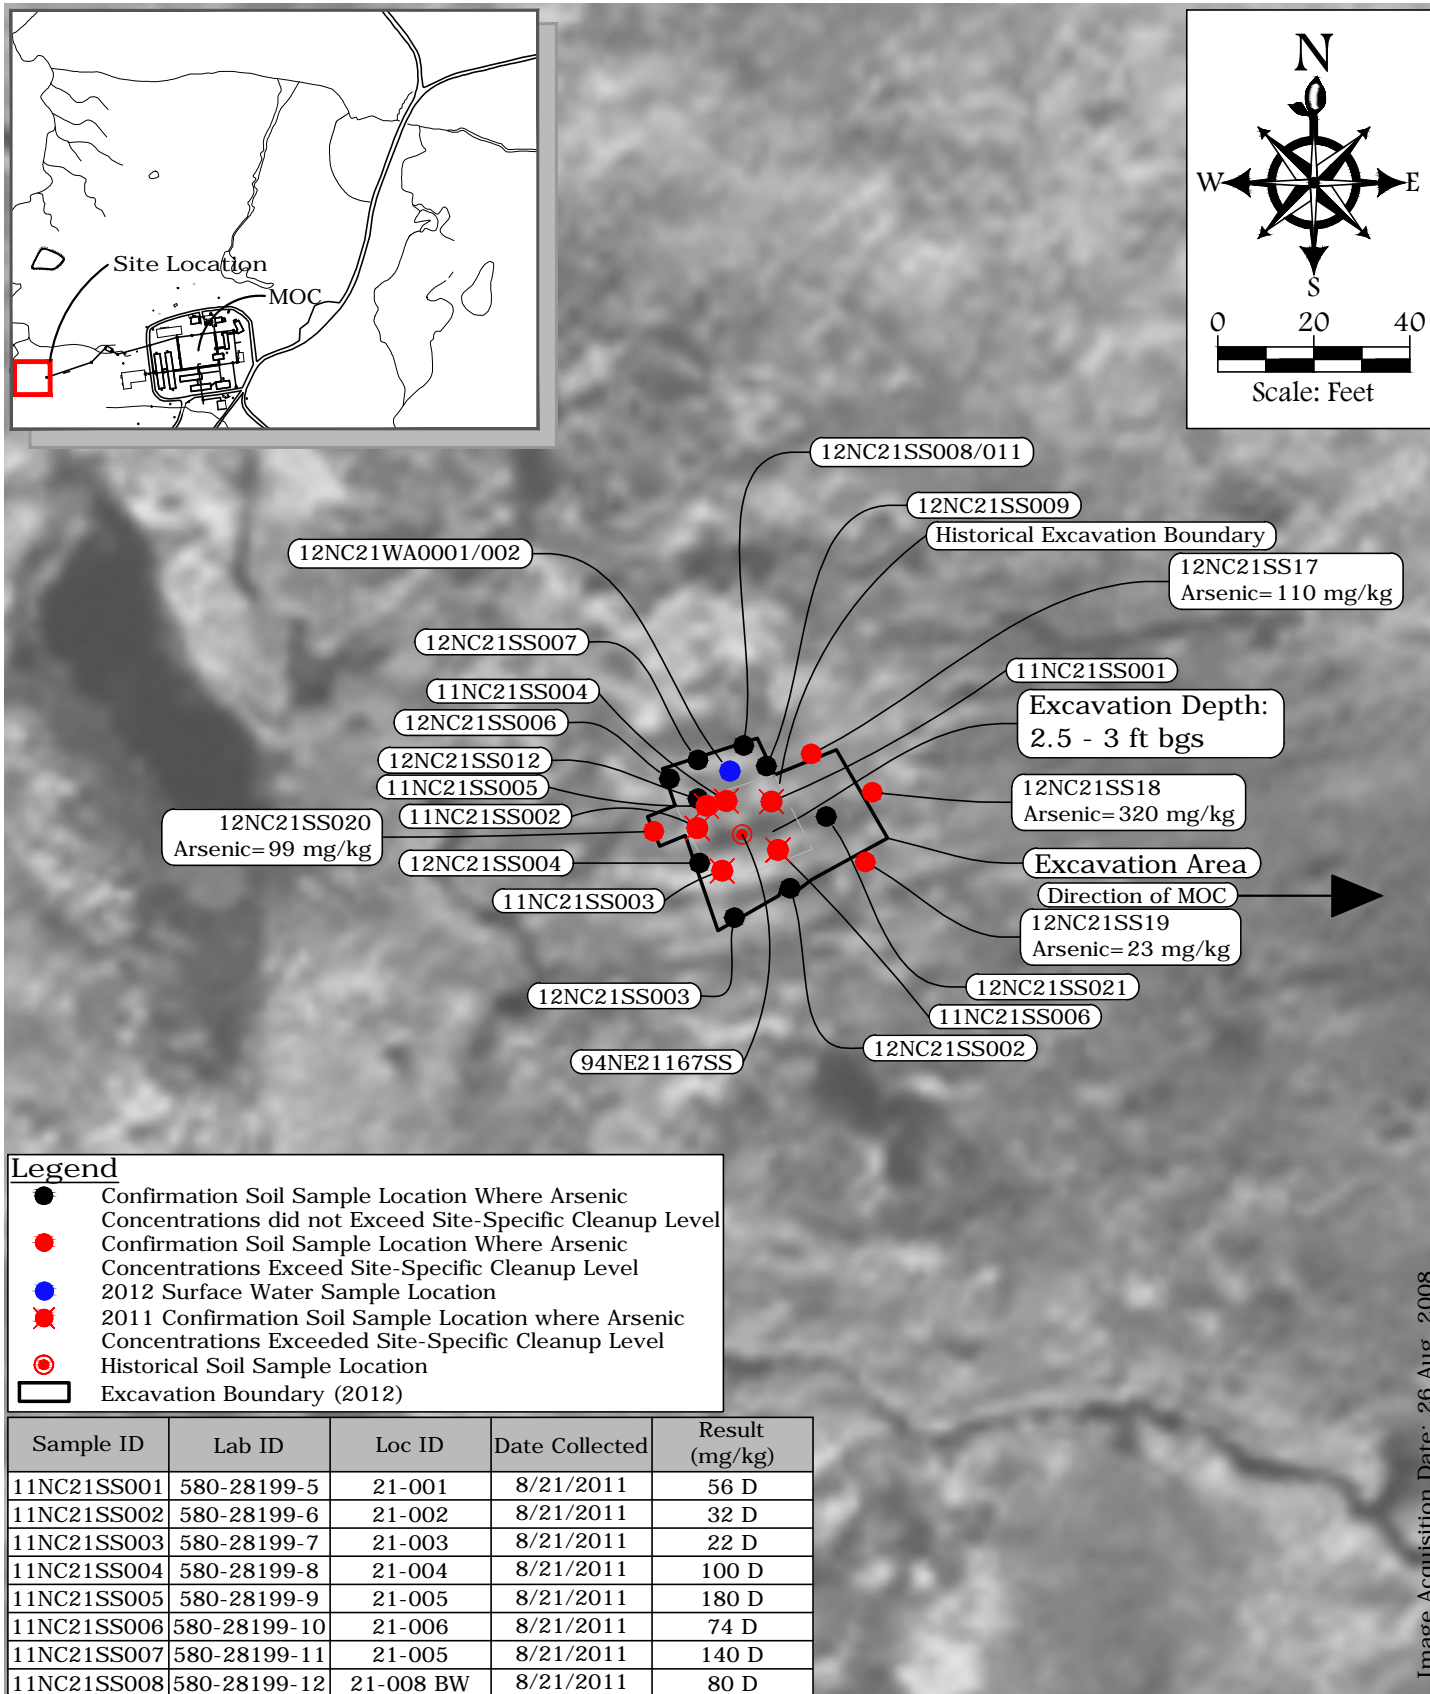 Site Location
MOC
N
W
E
S
0 20 40
Scale: Feet
12NC21SS008/011
12NC21SS009
Historical Excavation Boundary
12NC21WA0001/002
12NC21SS17
Arsenic=110 mg/kg
12NC21SS007
11NC21SS001
11NC21SS004
Excavation Depth:
2.5 - 3 ft bgs
12NC21SS006
12NC21SS012
11NC21SS005
12NC21SS18
Arsenic=320 mg/kg
11NC21SS002
12NC21SS020
Arsenic=99 mg/kg
12NC21SS004
Excavation Area
11NC21SS003
Direction of MOC
12NC21SS19
Arsenic=23 mg/kg
12NC21SS003
12NC21SS021
11NC21SS006
12NC21SS002
94NE21167SS
Legend
Confirmation Soil Sample Location Where Arsenic
Concentrations did not Exceed Site-Specific Cleanup Level
Confirmation Soil Sample Location Where Arsenic
Concentrations Exceed Site-Specific Cleanup Level
2012 Surface Water Sample Location
2011 Confirmation Soil Sample Location where Arsenic
Concentrations Exceeded Site-Specific Cleanup Level
Historical Soil Sample Location
Excavation Boundary (2012)
Sample ID Lab ID Loc ID Date Collected Result (mg/kg)
11NC21SS001 580-28199-5 21-001 8/21/2011 56 D
11NC21SS002 580-28199-6 21-002 8/21/2011 32 D
11NC21SS003 580-28199-7 21-003 8/21/2011 22 D
11NC21SS004 580-28199-8 21-004 8/21/2011 100 D
11NC21SS005 580-28199-9 21-005 8/21/2011 180 D
11NC21SS006 580-28199-10 21-006 8/21/2011 74 D
11NC21SS007 580-28199-11 21-005 8/21/2011 140 D
11NC21SS008 580-28199-12 21-008 BW 8/21/2011 80 D
Image Acquisition Date: 26 Aug 2008